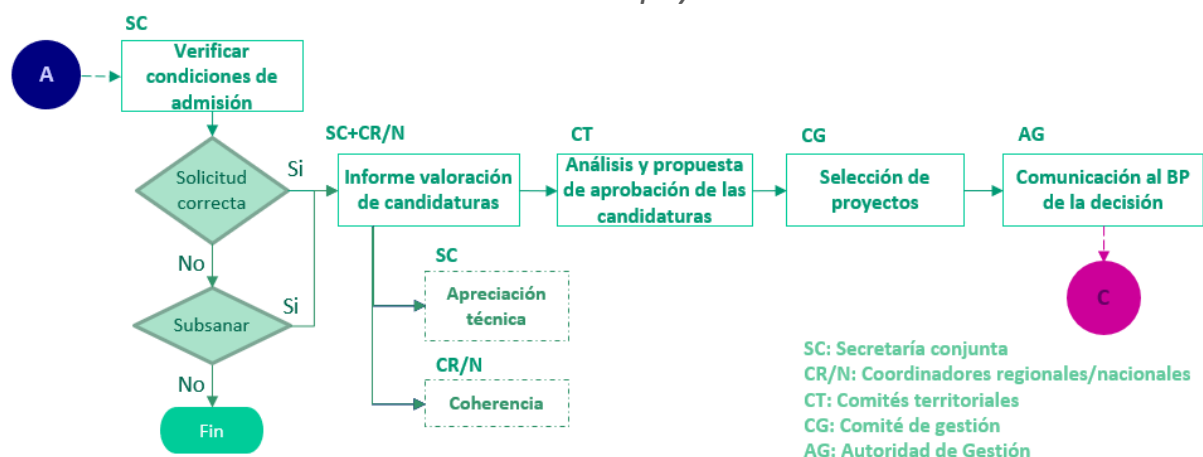 SC
A
Verificar
condiciones de
admisión
Solicitud
correcta
Si
No
Subsanar
Si
No
Fin
SC+CR/N
Informe valoración
de candidaturas
SC
Apreciación
técnica
CR/N
Coherencia
CT
Análisis y propuesta
de aprobación de las
candidaturas
CG
Selección de
proyectos
AG
Comunicación al BP
de la decisión
C
SC: Secretaría conjunta
CR/N: Coordinadores regionales/nacionales
CT: Comités territoriales
CG: Comité de gestión
AG: Autoridad de Gestión